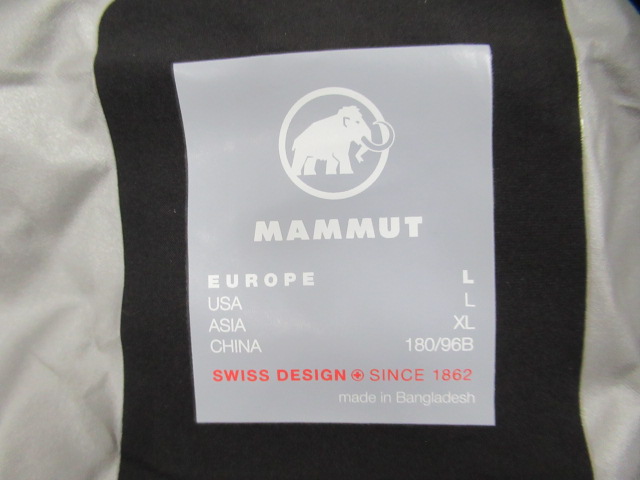 MAMMUT
EUROPE L
USA L
ASIA XL
CHINA 180/96B
SWISS DESIGN SINCE 1862
made in Bangladesh